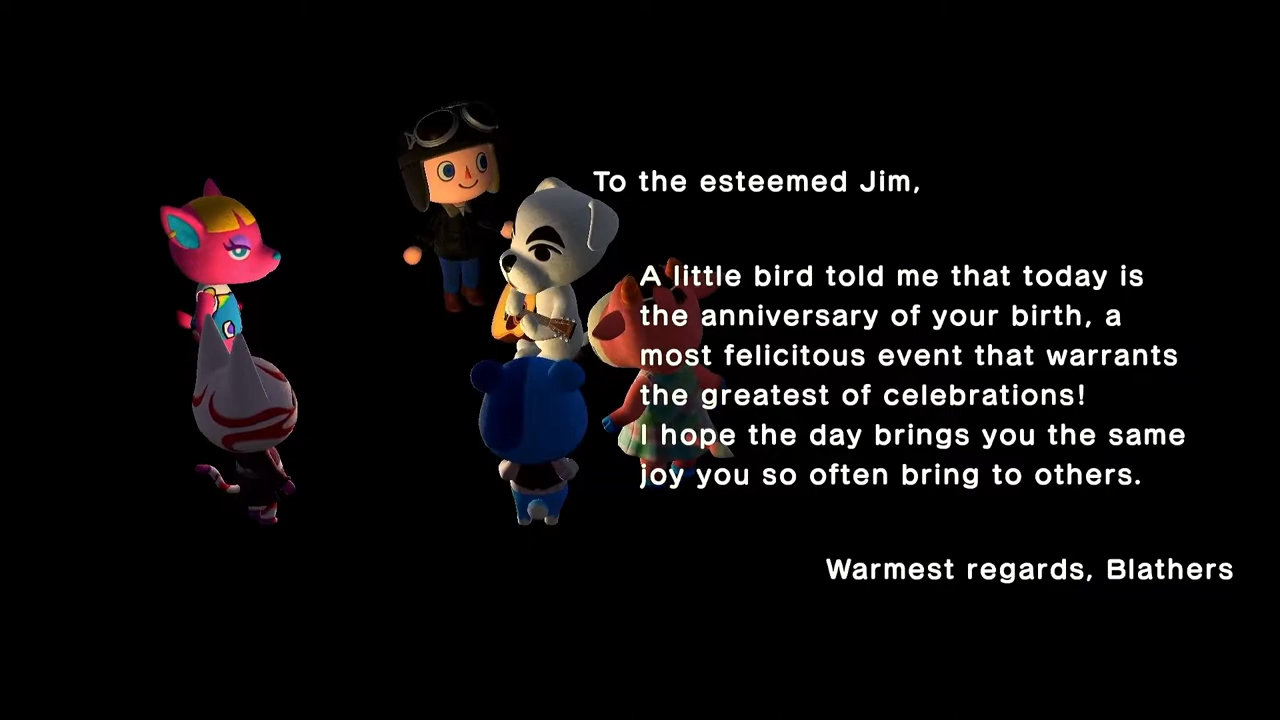 To the esteemed Jim,
A little bird told me that today is
the anniversary of your birth, a
most felicitous event that warrants
the greatest of celebrations!
I hope the day brings you the same
joy you so often bring to others.
Warmest regards, Blathers